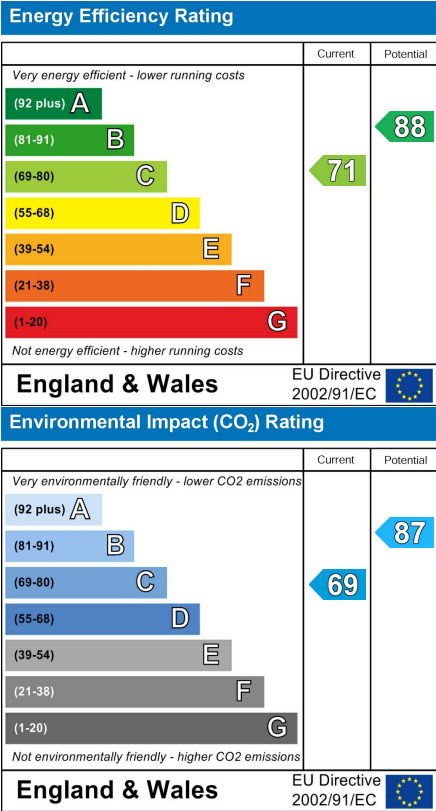 Energy Efficiency Rating
Current Potential
Very energy efficient - lower running costs
(92 plus) A
(81-91) B
88
(69-80) C
71
(55-68) D
(39-54) E
(21-38) F
(1-20) G
Not energy efficient - higher running costs
England & Wales
EU Directive
2002/91/EC
Environmental Impact (CO₂) Rating
Current Potential
Very environmentally friendly - lower CO2 emissions
(92 plus) A
(81-91) B
87
(69-80) C
69
(55-68) D
(39-54) E
(21-38) F
(1-20) G
Not environmentally friendly - higher CO2 emissions
England & Wales
EU Directive
2002/91/EC